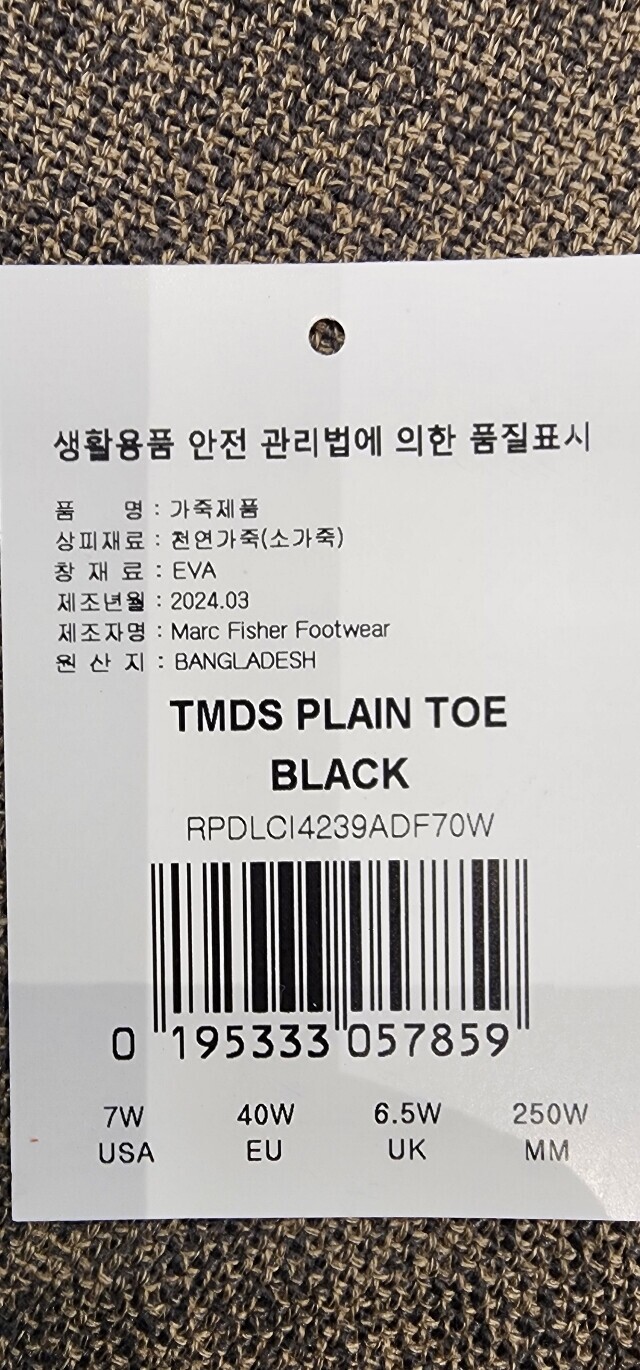 생활용품 안전 관리법에 의한 품질표시
품 명 : 가죽제품
상피재료 : 천연가죽(소가죽)
창 재 료 : EVA
제조년월 : 2024.03
제조자명 : Marc Fisher Footwear
원 산 지 : BANGLADESH
TMDS PLAIN TOE
BLACK
RPDLCI4239ADF70W
0 195333 057859
7W 40W 6.5W 250W
USA EU UK MM